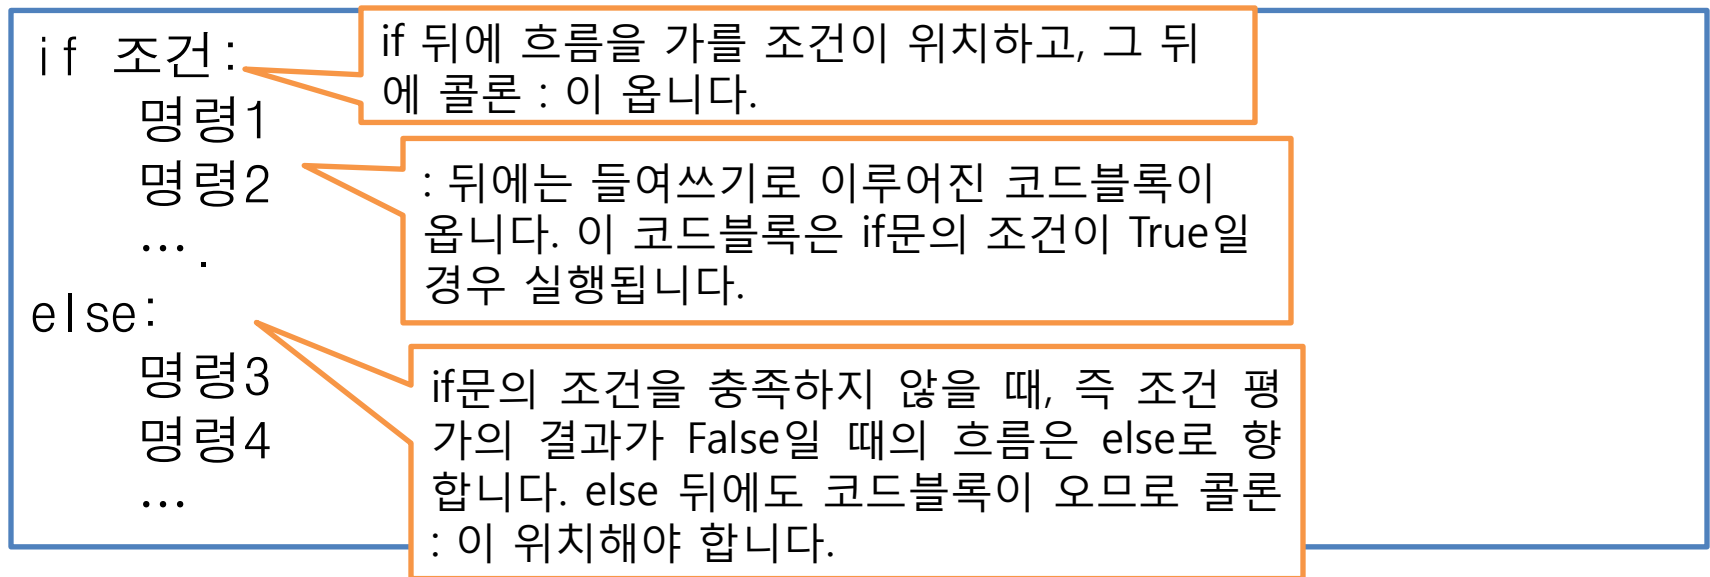 if 조건:
if 뒤에 흐름을 가를 조건이 위치하고, 그 뒤
에 콜론 : 이 옵니다.
명령1
명령2
: 뒤에는 들여쓰기로 이루어진 코드블록이
옵니다. 이 코드블록은 if문의 조건이 True일
경우 실행됩니다.
….
else:
명령3
명령4
…
if문의 조건을 충족하지 않을 때, 즉 조건 평
가의 결과가 False일 때의 흐름은 else로 향
합니다. else 뒤에도 코드블록이 오므로 콜론
: 이 위치해야 합니다.